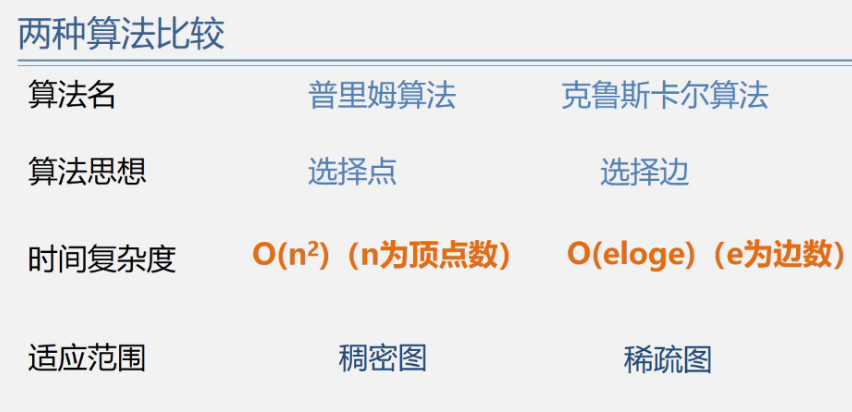 两种算法比较
算法名 普里姆算法 克鲁斯卡尔算法
算法思想 选择点 选择边
时间复杂度 O(n²)（n为顶点数） O(eloge)（e为边数）
适应范围 稠密图 稀疏图